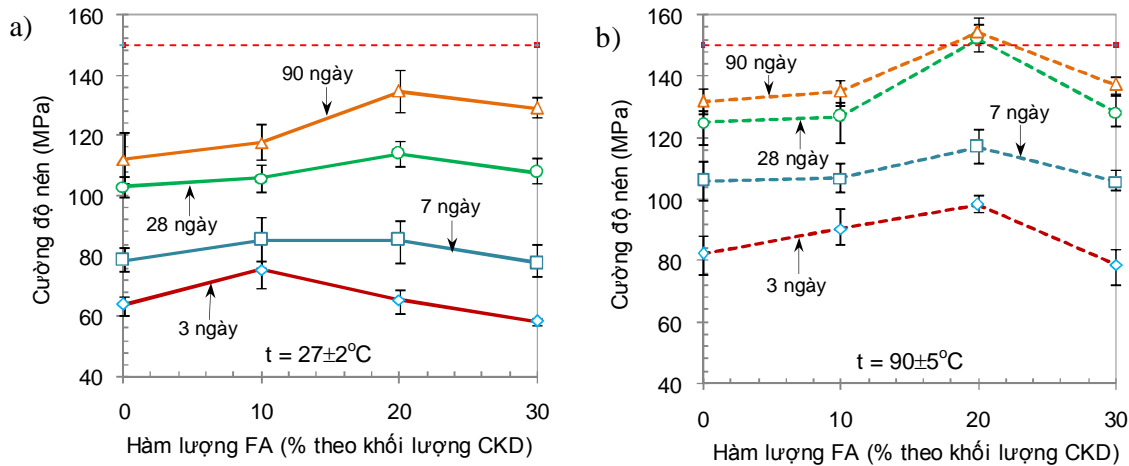 a)
Cường độ nén (MPa)
160
140
120
100
80
60
40
90 ngày
28 ngày
7 ngày
3 ngày
t = 27±2°C
0 10 20 30
Hàm lượng FA (% theo khối lượng CKD)
b)
Cường độ nén (MPa)
160
140
120
100
80
60
40
90 ngày
28 ngày
7 ngày
3 ngày
t = 90±5°C
0 10 20 30
Hàm lượng FA (% theo khối lượng CKD)